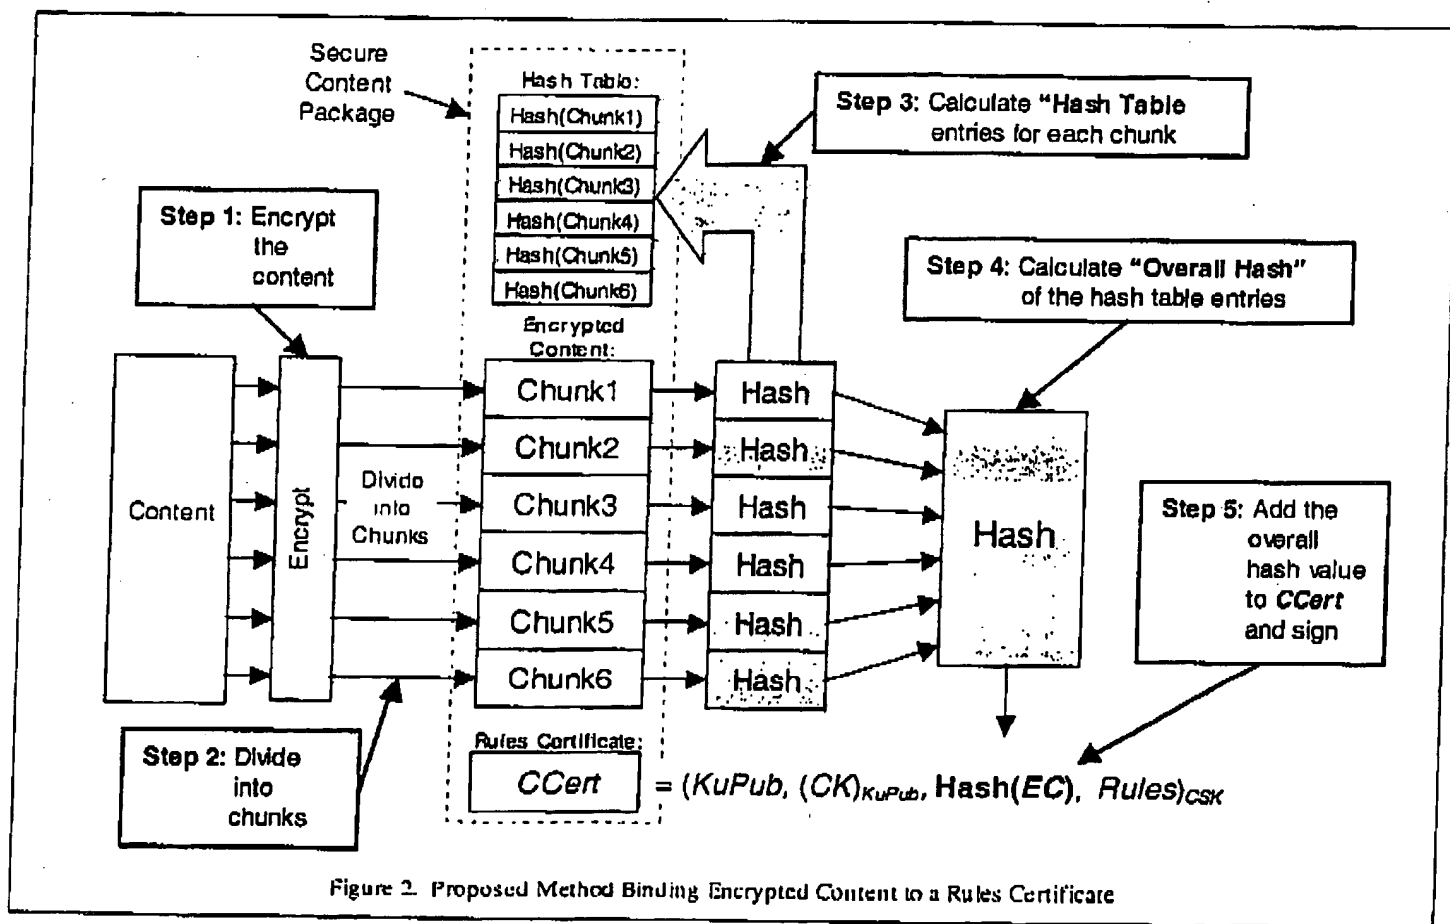 Secure
Content
Package
Hash Table:
Hash(Chunk1)
Hash(Chunk2)
Hash(Chunk3)
Hash(Chunk4)
Hash(Chunk5)
Hash(Chunk6)
Step 3: Calculate "Hash Table
entries for each chunk
Step 1: Encrypt
the
content
Step 4: Calculate "Overall Hash"
of the hash table entries
Encrypted
Content:
Content
Encrypt
Divide
into
Chunks
Chunk1
Chunk2
Chunk3
Chunk4
Chunk5
Chunk6
Hash
Hash
Hash
Hash
Hash
Hash
Hash
Step 5: Add the
overall
hash value
to CCert
and sign
Step 2: Divide
into
chunks
Rules Certificate:
CCert = (KuPub, (CK)KuPub, Hash(EC), Rules)CSK
Figure 2. Proposed Method Binding Encrypted Content to a Rules Certificate